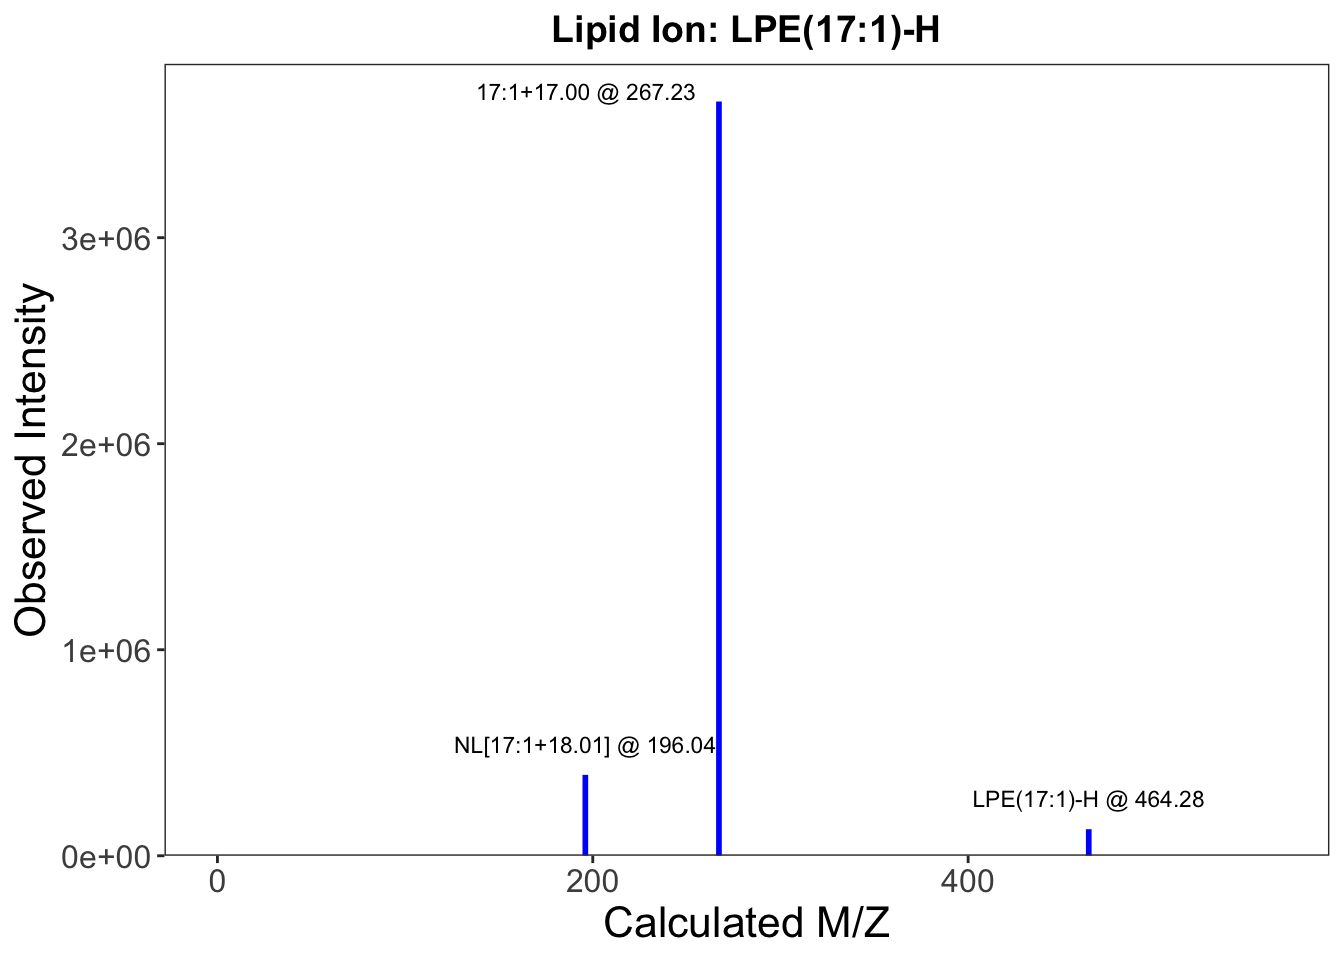 Lipid Ion: LPE(17:1)-H
17:1+17.00 @ 267.23
3e+06
2e+06
1e+06
0e+00
Observed Intensity
NL[17:1+18.01] @ 196.04
LPE(17:1)-H @ 464.28
0 200 400
Calculated M/Z